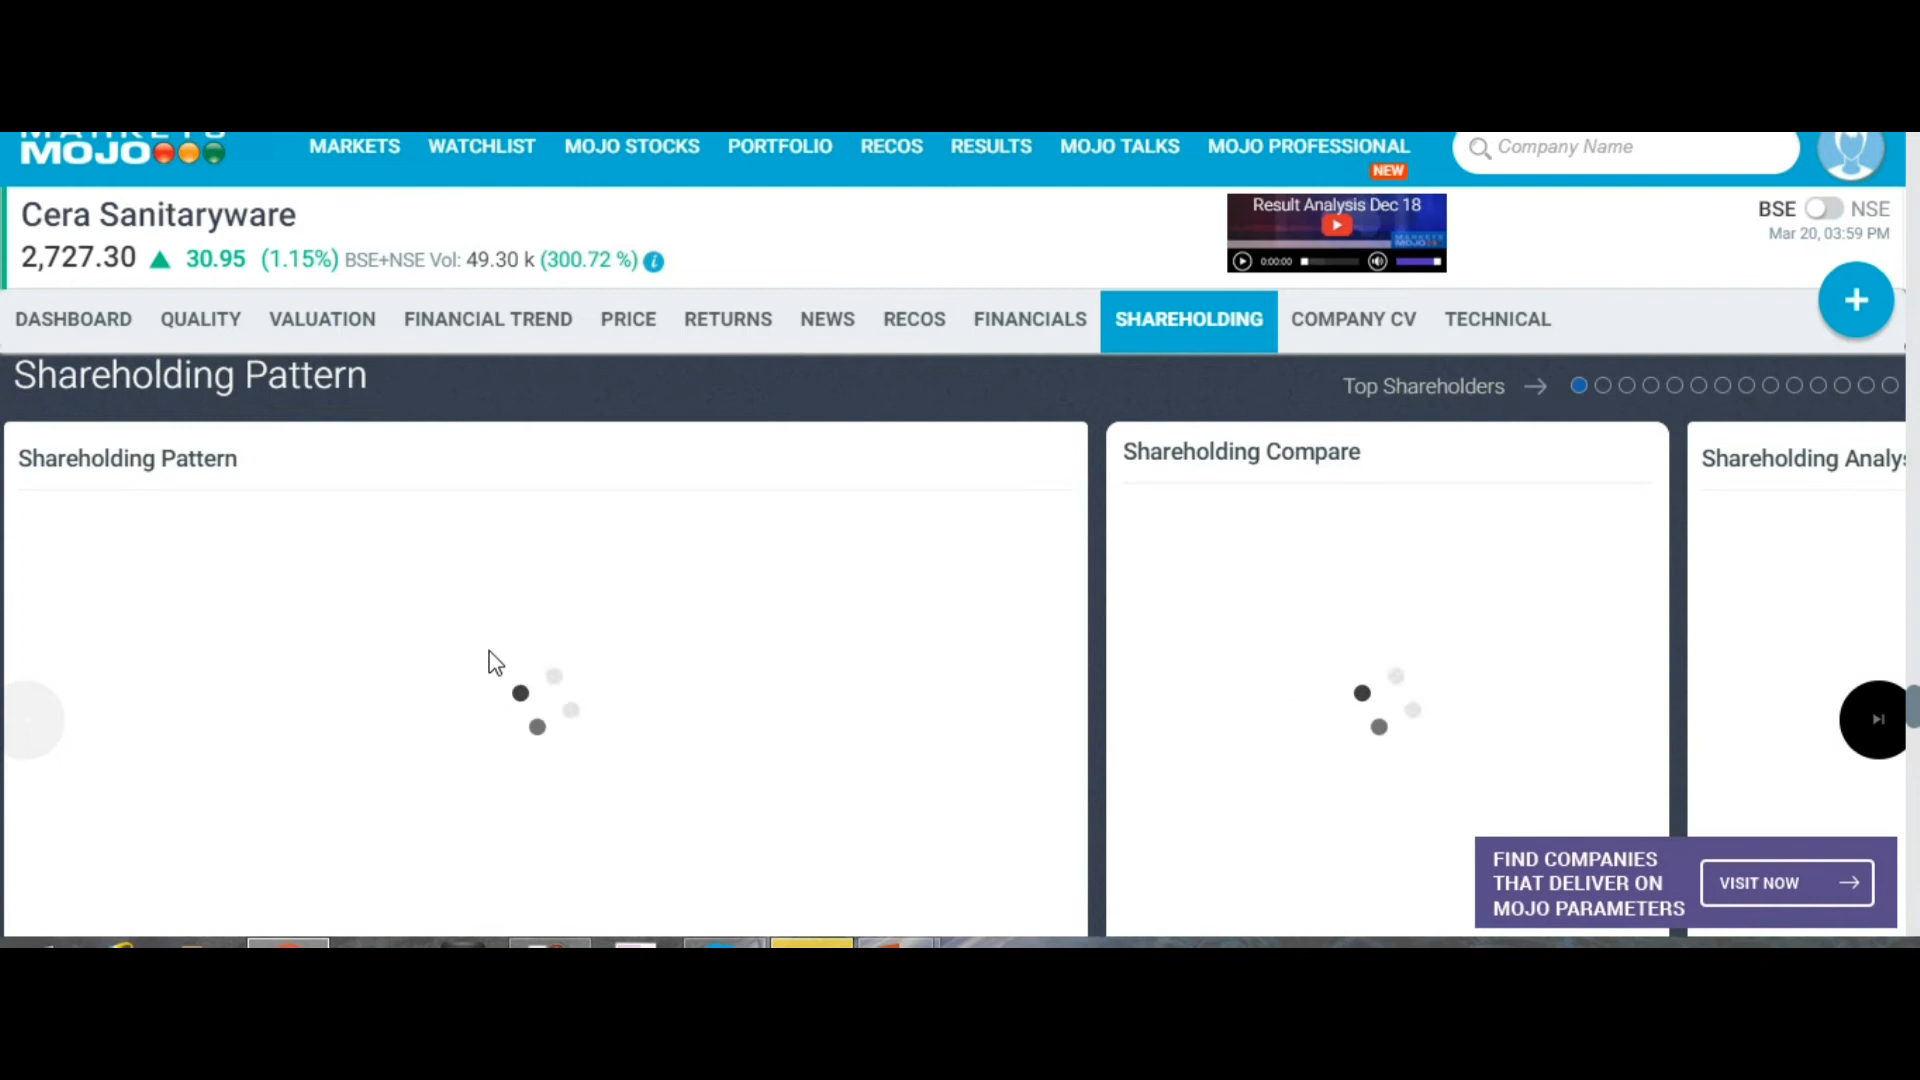 MARKETS
MOJO
MARKETS WATCHLIST MOJO STOCKS PORTFOLIO RECOS RESULTS MOJO TALKS MOJO PROFESSIONAL
NEW
Company Name
Cera Sanitaryware
2,727.30 ▲ 30.95 (1.15%) BSE+NSE Vol: 49.30 k (300.72 %) i
Result Analysis Dec 18
MARKETS
MOJO
0:00:00
BSE NSE
Mar 20, 03:59 PM
+
DASHBOARD QUALITY VALUATION FINANCIAL TREND PRICE RETURNS NEWS RECOS FINANCIALS SHAREHOLDING COMPANY CV TECHNICAL
Shareholding Pattern
Top Shareholders →
Shareholding Pattern
Shareholding Compare
Shareholding Analys
FIND COMPANIES
THAT DELIVER ON
MOJO PARAMETERS
VISIT NOW →